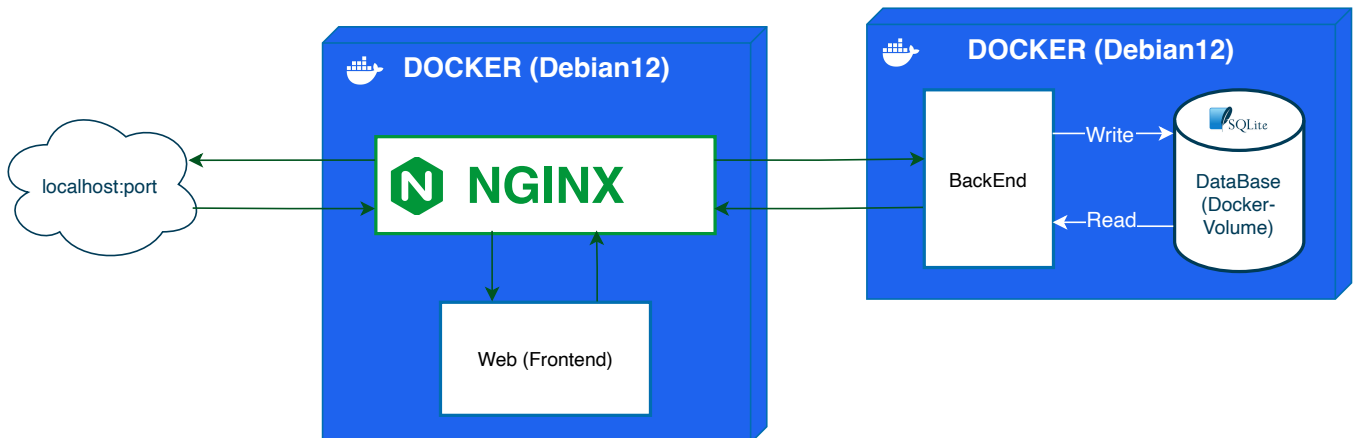 DOCKER (Debian12)
DOCKER (Debian12)
localhost:port
NGINX
Web (Frontend)
BackEnd
Write
Read
SQLite
DataBase
(Docker-
Volume)